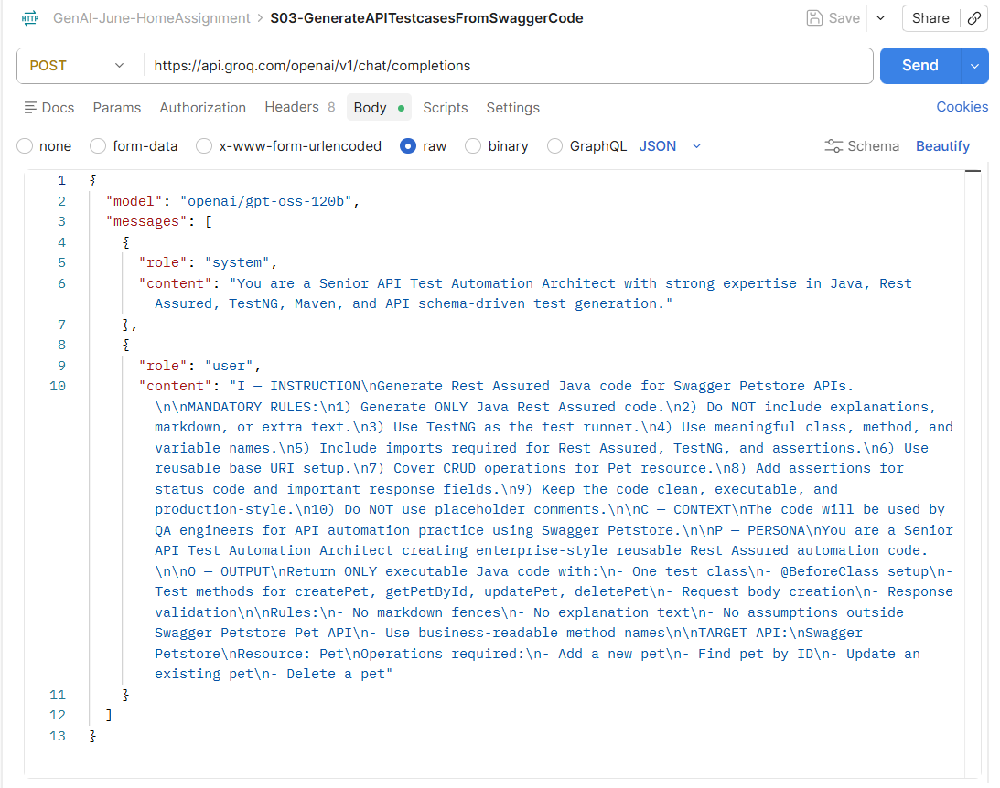 HTTP GenAI-June-HomeAssignment > S03-GenerateAPITestcasesFromSwaggerCode Save Share
POST https://api.groq.com/openai/v1/chat/completions Send
Docs Params Authorization Headers 8 Body Scripts Settings Cookies
none form-data x-www-form-urlencoded raw binary GraphQL JSON Schema Beautify
1 {
2 "model": "openai/gpt-oss-120b",
3 "messages": [
4 {
5 "role": "system",
6 "content": "You are a Senior API Test Automation Architect with strong expertise in Java, Rest
Assured, TestNG, Maven, and API schema-driven test generation."
7 },
8 {
9 "role": "user",
10 "content": "I — INSTRUCTION\nGenerate Rest Assured Java code for Swagger Petstore APIs.
\n\nMANDATORY RULES:\n1) Generate ONLY Java Rest Assured code.\n2) Do NOT include explanations,
markdown, or extra text.\n3) Use TestNG as the test runner.\n4) Use meaningful class, method, and
variable names.\n5) Include imports required for Rest Assured, TestNG, and assertions.\n6) Use
reusable base URI setup.\n7) Cover CRUD operations for Pet resource.\n8) Add assertions for
status code and important response fields.\n9) Keep the code clean, executable, and
production-style.\n10) Do NOT use placeholder comments.\n\nC — CONTEXT\nThe code will be used by
QA engineers for API automation practice using Swagger Petstore.\n\nP — PERSONA\nYou are a Senior
API Test Automation Architect creating enterprise-style reusable Rest Assured automation code.
\n\nO — OUTPUT\nReturn ONLY executable Java code with:\n- One test class\n- @BeforeClass setup\n-
Test methods for createPet, getPetById, updatePet, deletePet\n- Request body creation\n- Response
validation\n\nRules:\n- No markdown fences\n- No explanation text\n- No assumptions outside
Swagger Petstore Pet API\n- Use business-readable method names\n\nTARGET API:\nSwagger
Petstore\nResource: Pet\nOperations required:\n- Add a new pet\n- Find pet by ID\n- Update an
existing pet\n- Delete a pet"
11 }
12 ]
13 }